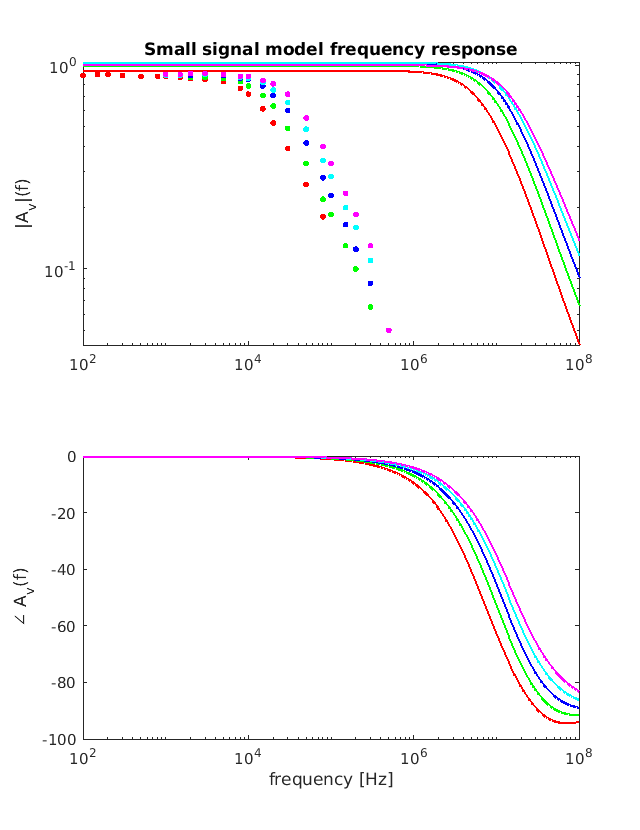 Small signal model frequency response
10^0
10^-1
|A_v|(f)
10^2 10^4 10^6 10^8
0
-20
-40
-60
-80
-100
∠ A_v(f)
10^2 10^4 10^6 10^8
frequency [Hz]